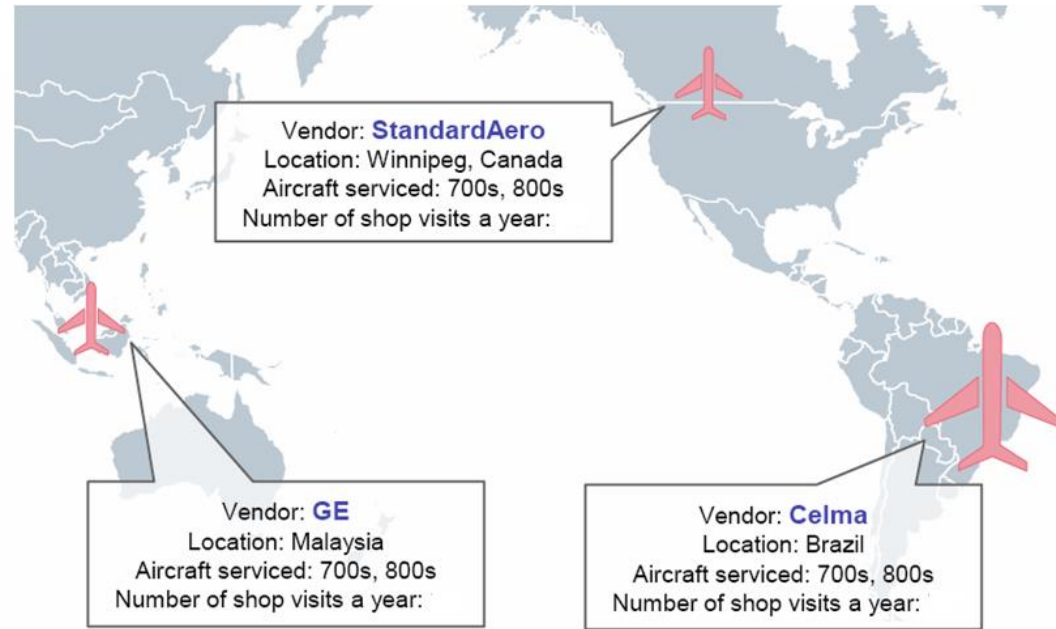 Vendor: StandardAero
Location: Winnipeg, Canada
Aircraft serviced: 700s, 800s
Number of shop visits a year:
Vendor: GE
Location: Malaysia
Aircraft serviced: 700s, 800s
Number of shop visits a year:
Vendor: Celma
Location: Brazil
Aircraft serviced: 700s, 800s
Number of shop visits a year: